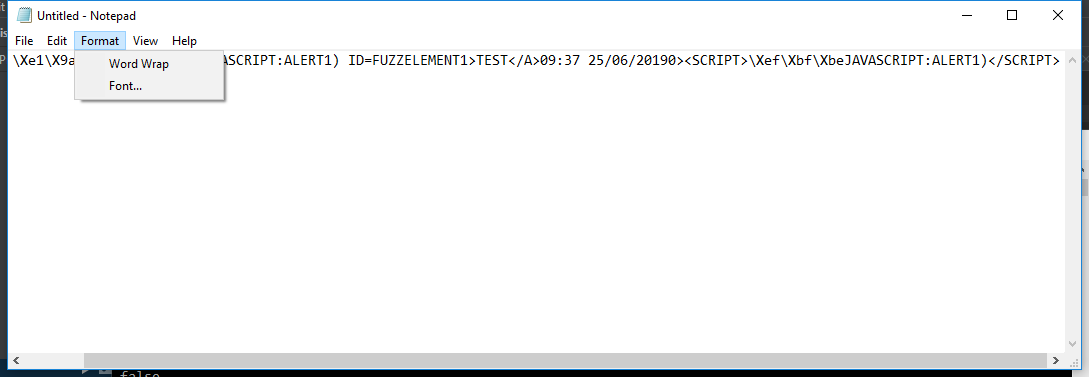 Untitled - Notepad
File Edit Format View Help
\Xe1\X9a ASCRIPT:ALERT1) ID=FUZZELEMENT1>TEST</A>09:37 25/06/20190><SCRIPT>\Xef\Xbf\XbeJAVASCRIPT:ALERT1)</SCRIPT>
Word Wrap
Font...
false